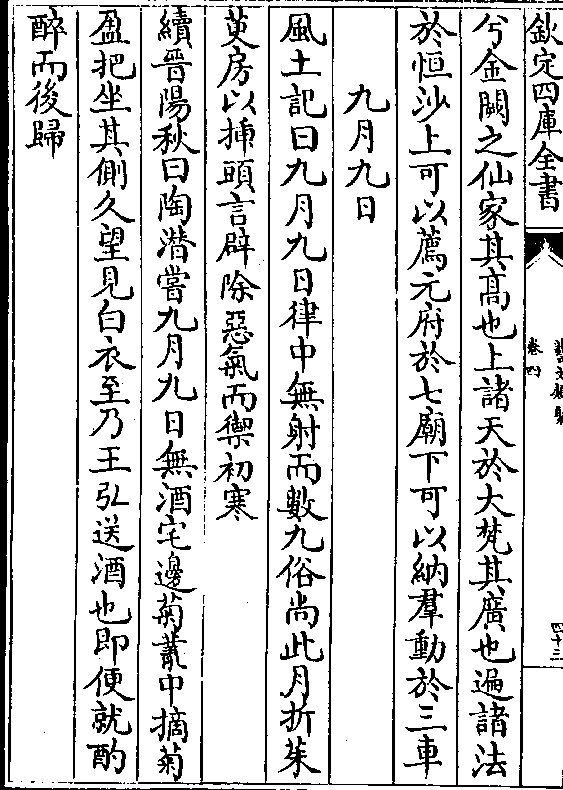 欽定四庫全書
卷四
四十三
兮金闕之仙家其髙也上諸天於大梵其廣也遍諸法
於恒沙上可以薦元府於七廟下可以納羣動於三車
九月九日
風土記曰九月九日律中無射而數九俗尚此月折茱
萸房以揷頭言辟除惡氣而禦初寒
續晉陽秋曰陶潛嘗九月九日無酒宅邊菊叢中摘菊
盈把坐其側久望見白衣至乃王弘送酒也即便就酌
醉而後歸